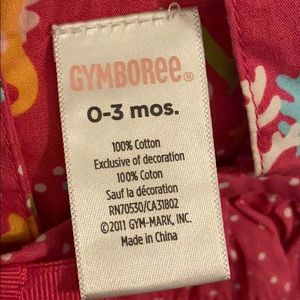 GYMBOREE®
0-3 mos.
100% Cotton
Exclusive of decoration
100% Coton
Sauf la décoration
RN70530/CA31802
©2011 GYM-MARK, INC.
Made in China